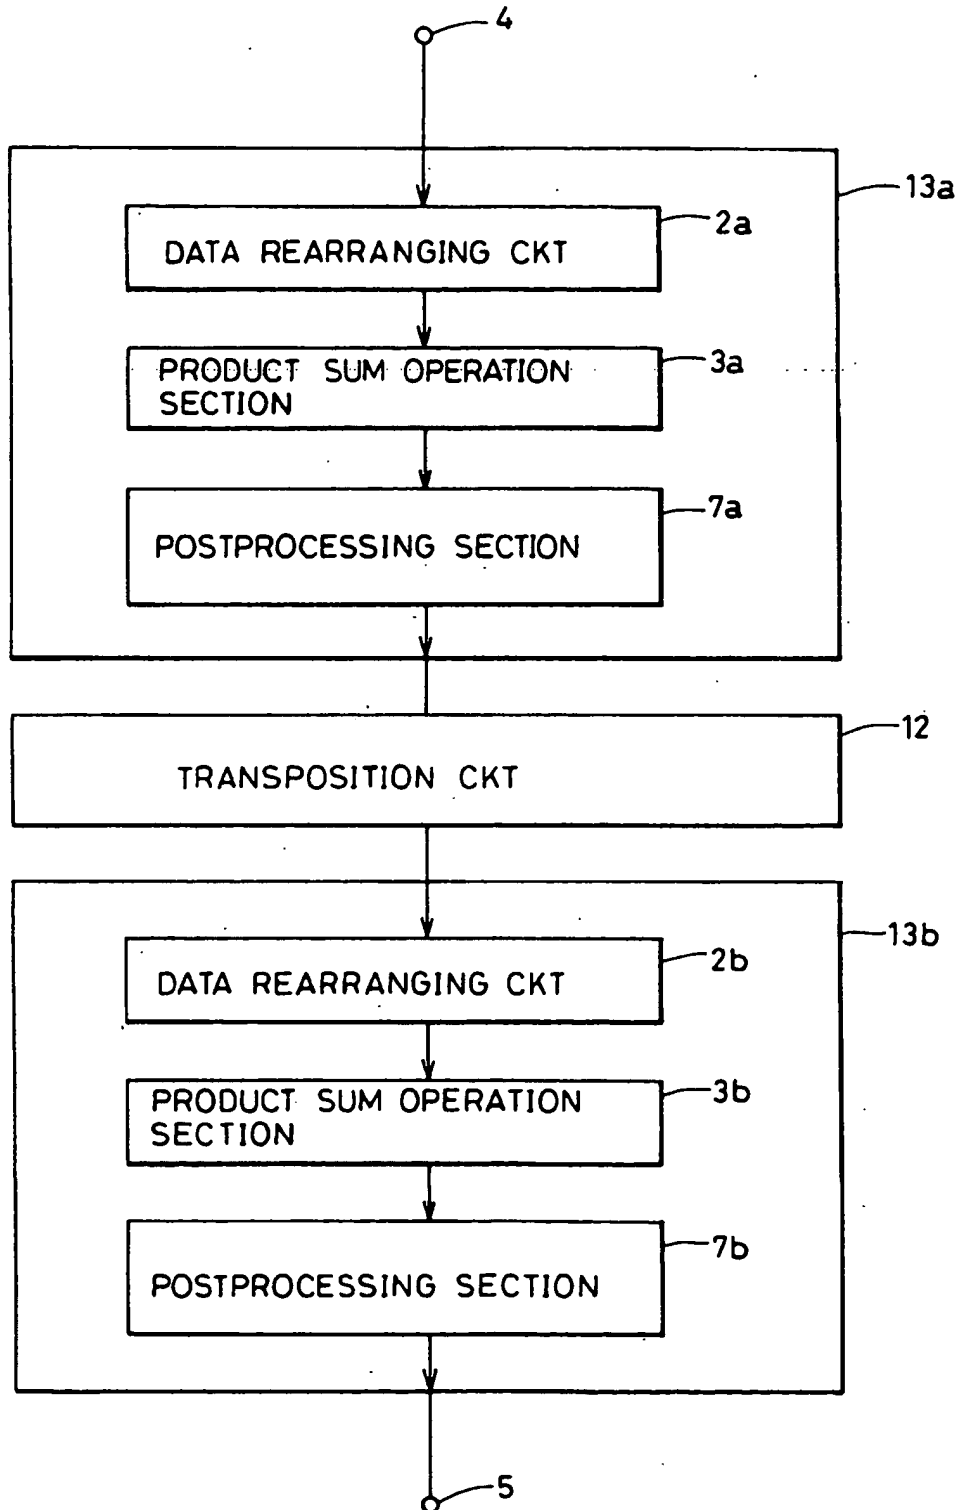 4
13a
2a
DATA REARRANGING CKT
3a
PRODUCT SUM OPERATION
SECTION
7a
POSTPROCESSING SECTION
12
TRANSPOSITION CKT
13b
2b
DATA REARRANGING CKT
3b
PRODUCT SUM OPERATION
SECTION
7b
POSTPROCESSING SECTION
5